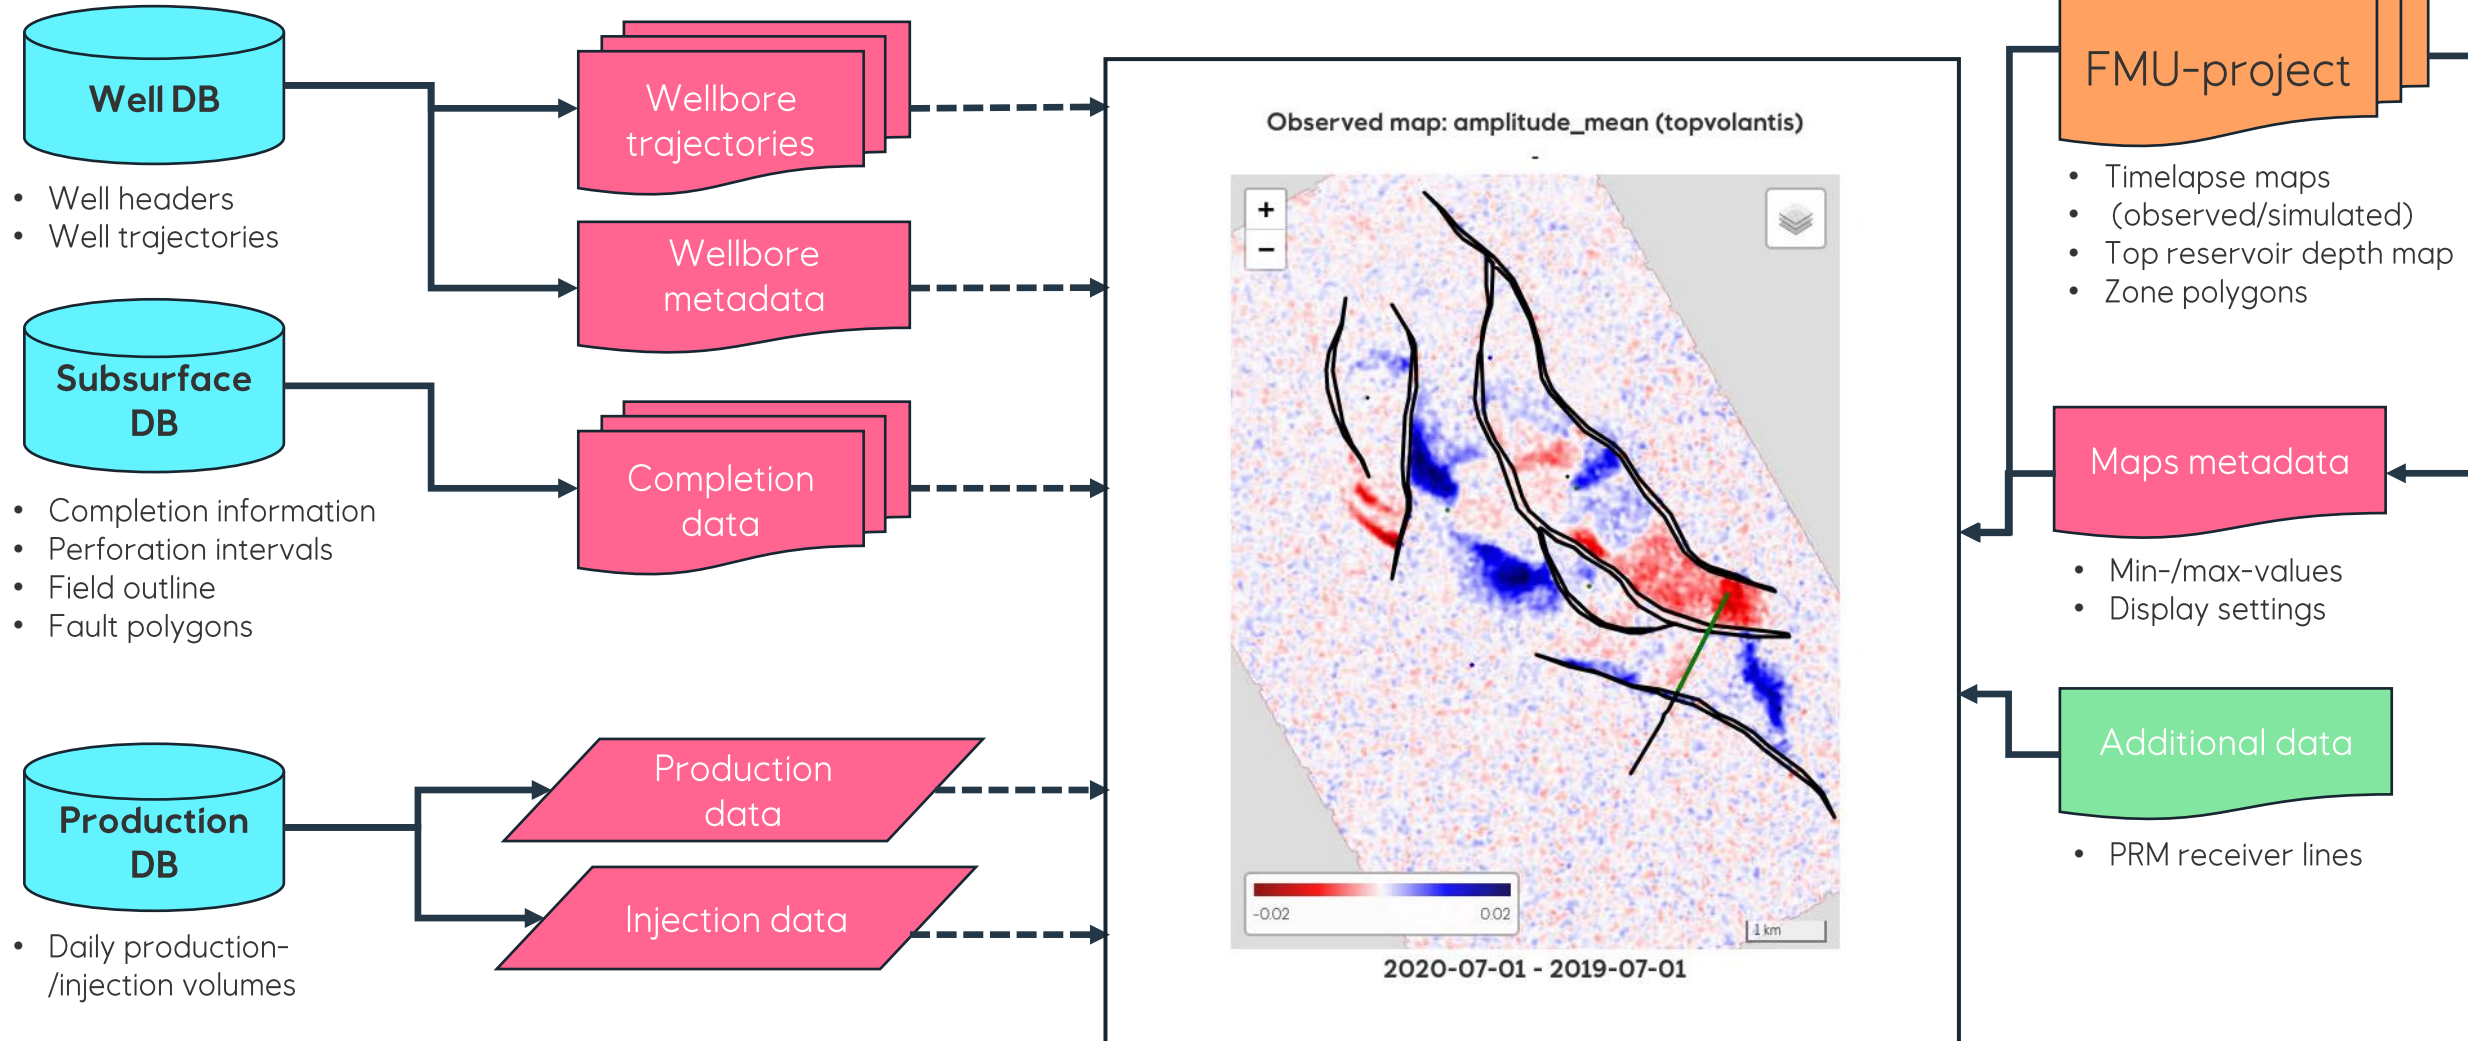 Well DB
• Well headers
• Well trajectories
Subsurface
DB
• Completion information
• Perforation intervals
• Field outline
• Fault polygons
Production
DB
• Daily production-
/injection volumes
Wellbore
trajectories
Wellbore
metadata
Completion
data
Production
data
Injection data
Observed map: amplitude_mean (topvolantis)
-
+
−
-0.02 0.02
1 km
2020-07-01 - 2019-07-01
FMU-project
• Timelapse maps
• (observed/simulated)
• Top reservoir depth map
• Zone polygons
Maps metadata
• Min-/max-values
• Display settings
Additional data
• PRM receiver lines